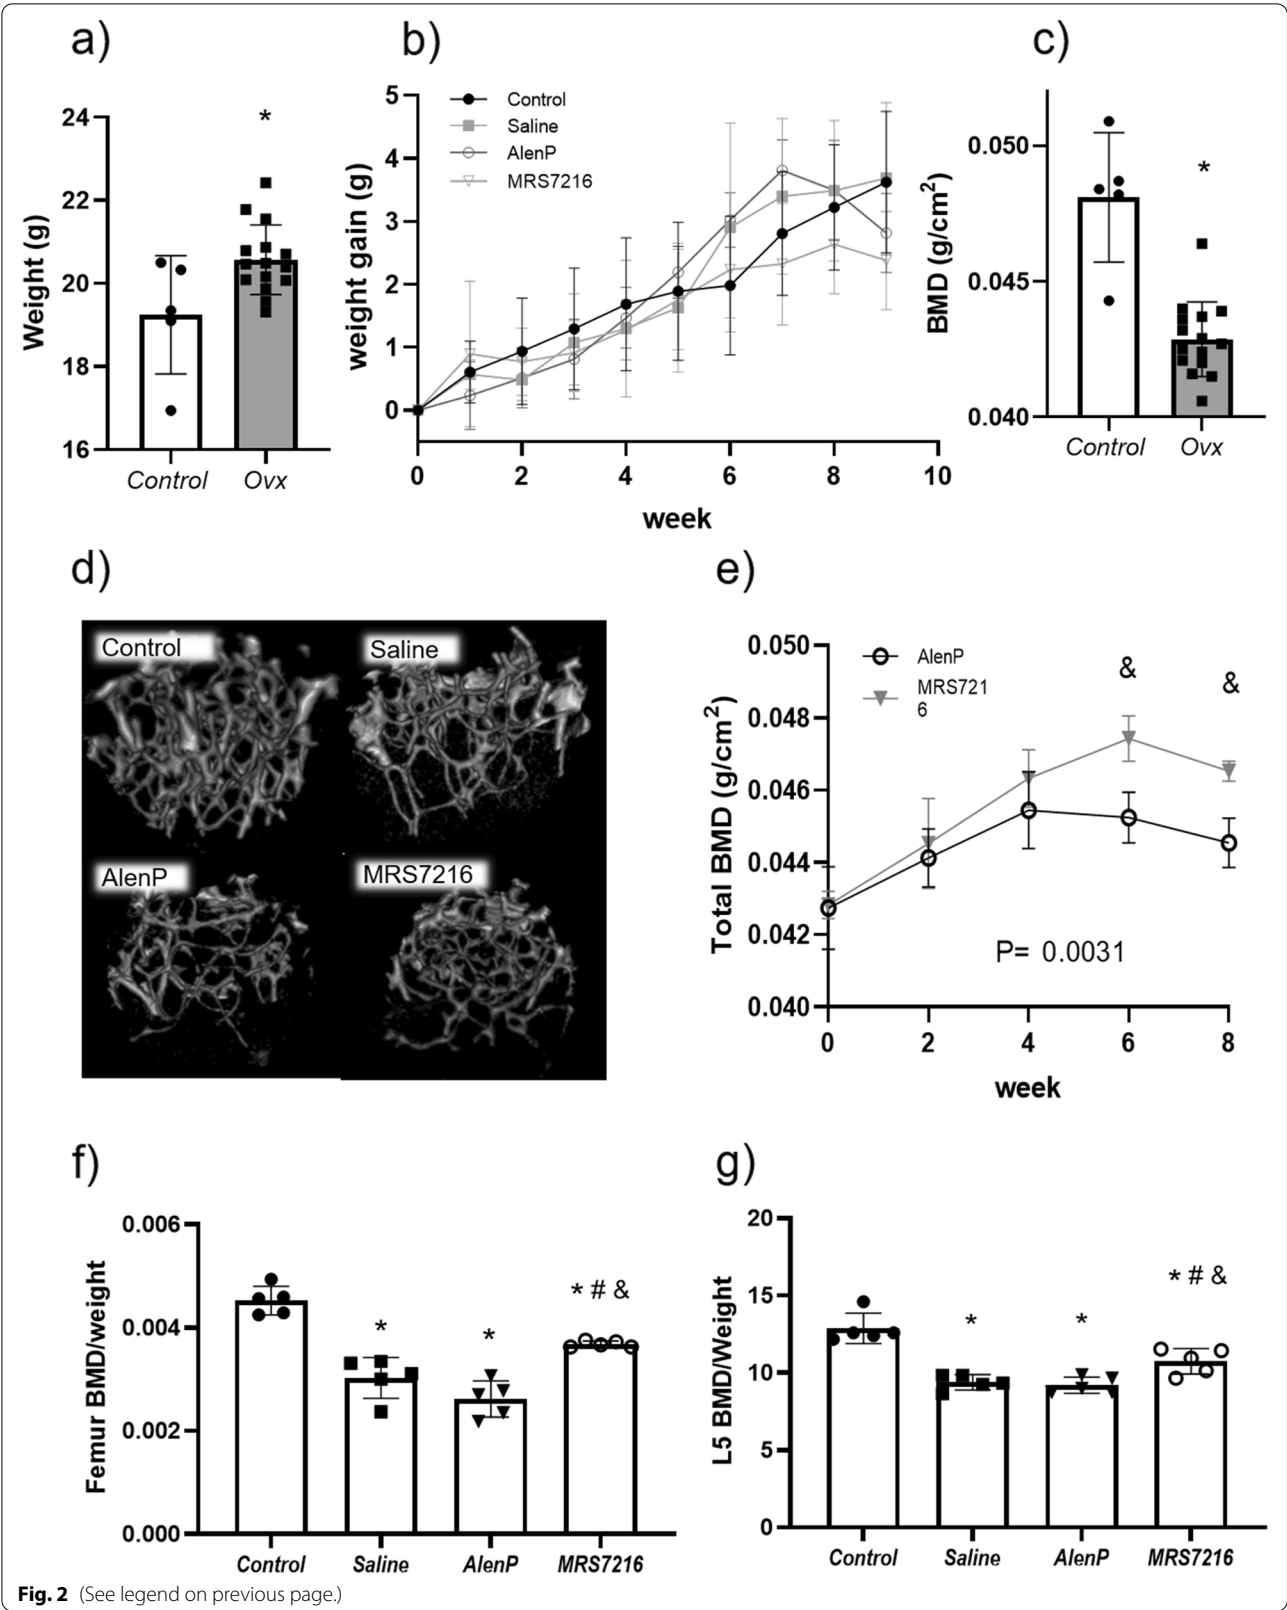 a)
b)
c)
*
24
22
20
18
16
Weight (g)
Control
Ovx
5
4
3
2
1
0
weight gain (g)
Control
Saline
AlenP
MRS7216
0
2
4
6
8
10
week
*
0.050
0.045
0.040
BMD (g/cm2)
Control
Ovx
d)
e)
Control
Saline
AlenP
MRS7216
0.050
0.048
0.046
0.044
0.042
0.040
Total BMD (g/cm2)
AlenP
MRS721
6
&
&
P= 0.0031
0
2
4
6
8
week
f)
g)
0.006
0.004
0.002
0.000
Femur BMD/weight
*
*
* # &
Control
Saline
AlenP
MRS7216
20
15
10
5
0
L5 BMD/Weight
*
*
* # &
Control
Saline
AlenP
MRS7216
Fig. 2 (See legend on previous page.)